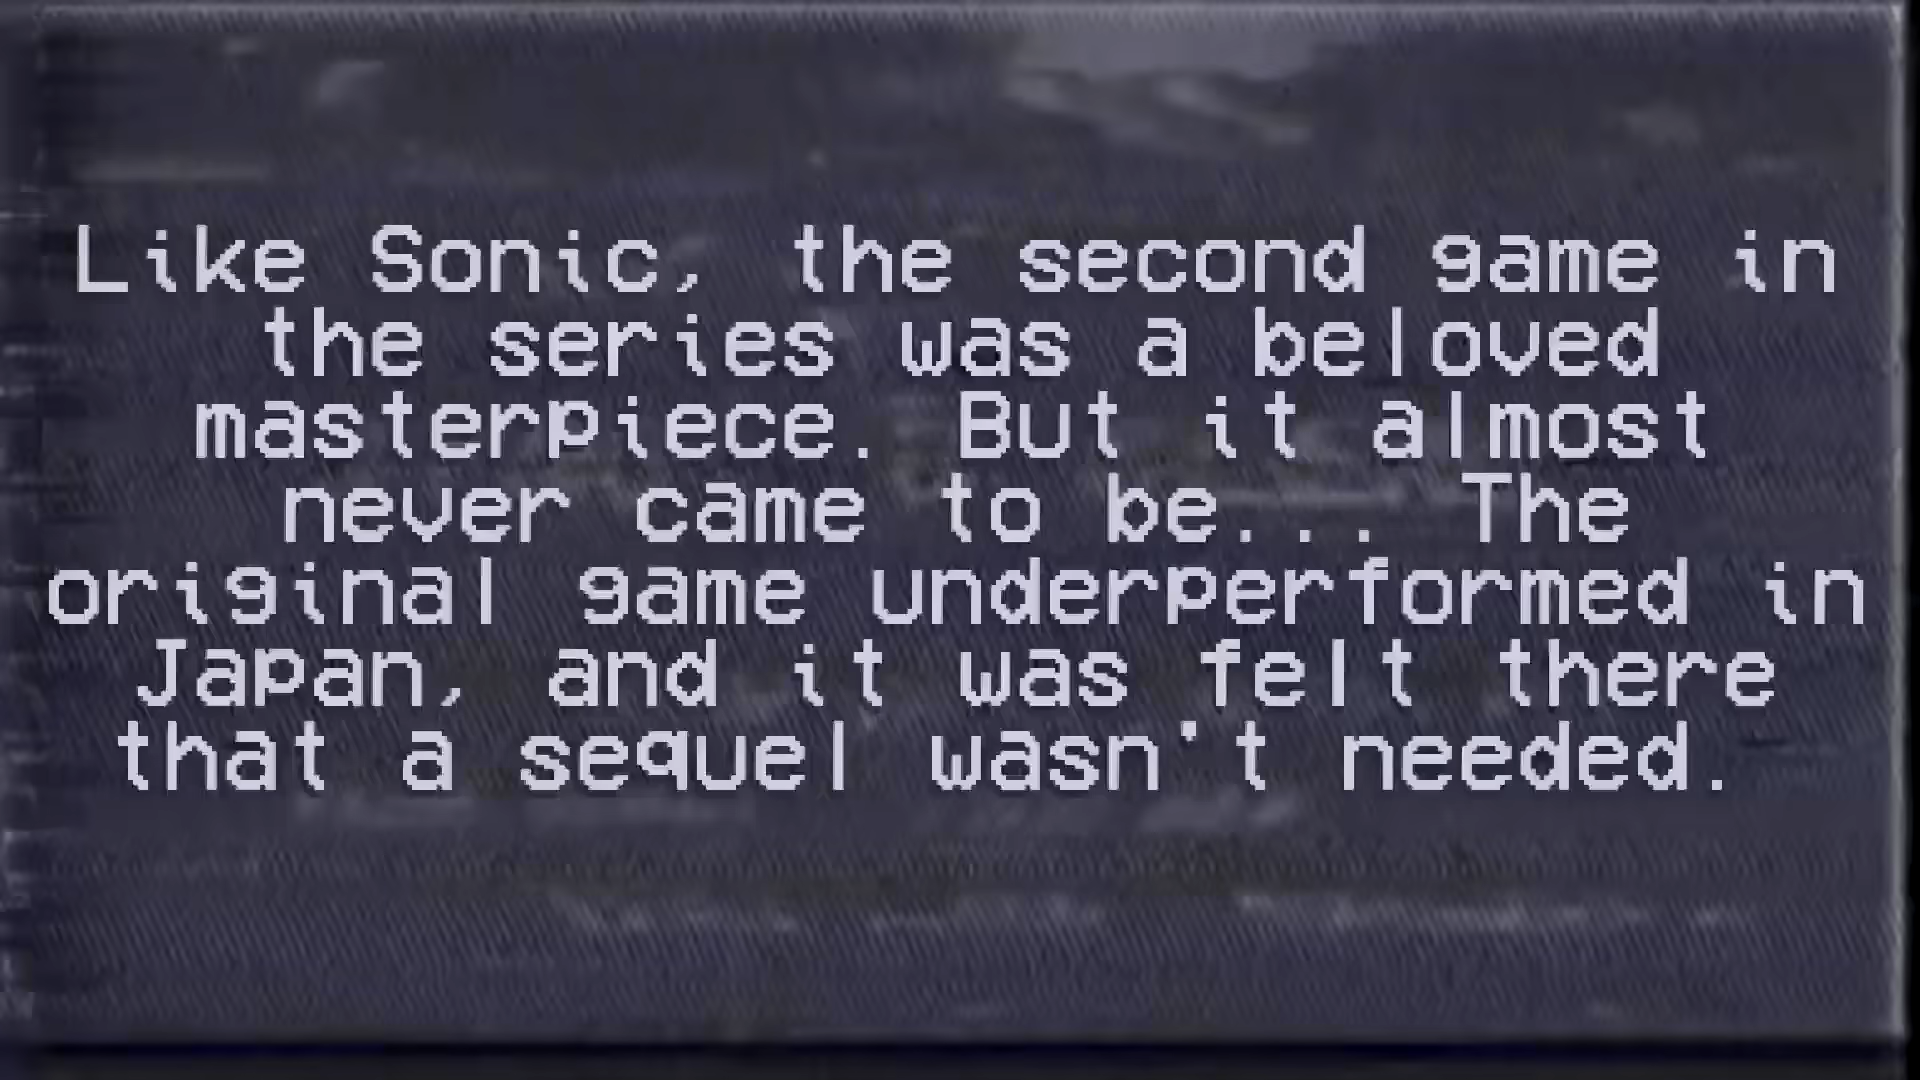 Like Sonic, the second game in
the series was a beloved
masterpiece. But it almost
never came to be... The
original game underperformed in
Japan, and it was felt there
that a sequel wasn't needed.